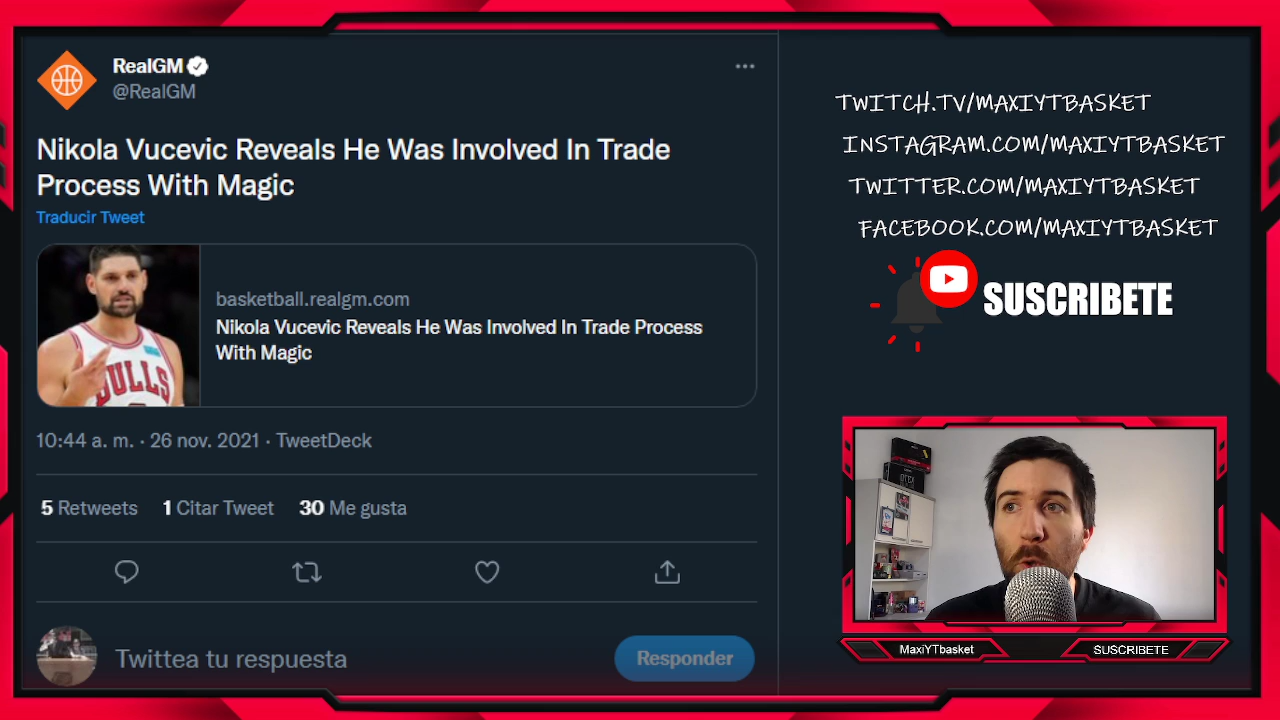 RealGM
@RealGM
Nikola Vucevic Reveals He Was Involved In Trade
Process With Magic
Traducir Tweet
basketball.realgm.com
Nikola Vucevic Reveals He Was Involved In Trade Process
With Magic
BULLS
10:44 a. m. · 26 nov. 2021 · TweetDeck
5 Retweets 1 Citar Tweet 30 Me gusta
Twittea tu respuesta
Responder
TWITCH.TV/MAXIYTBASKET
INSTAGRAM.COM/MAXIYTBASKET
TWITTER.COM/MAXIYTBASKET
FACEBOOK.COM/MAXIYTBASKET
SUSCRIBETE
MaxiYTbasket
SUSCRIBETE